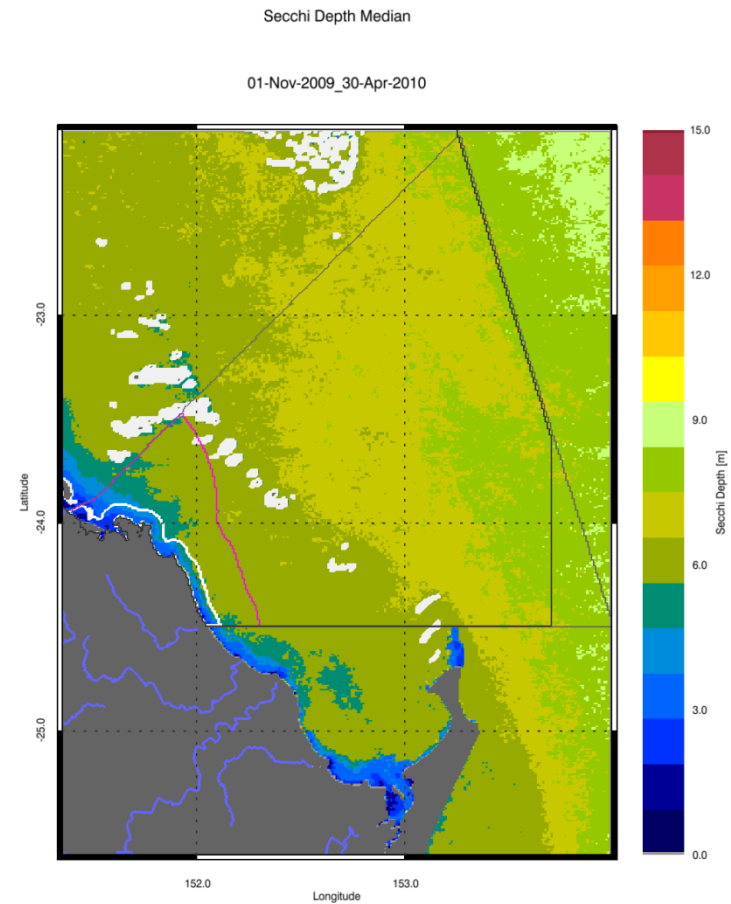 Secchi Depth Median
01-Nov-2009_30-Apr-2010
15.0
12.0
9.0
6.0
3.0
0.0
Secchi Depth [m]
-23.0
-24.0
-25.0
Latitude
152.0
153.0
Longitude